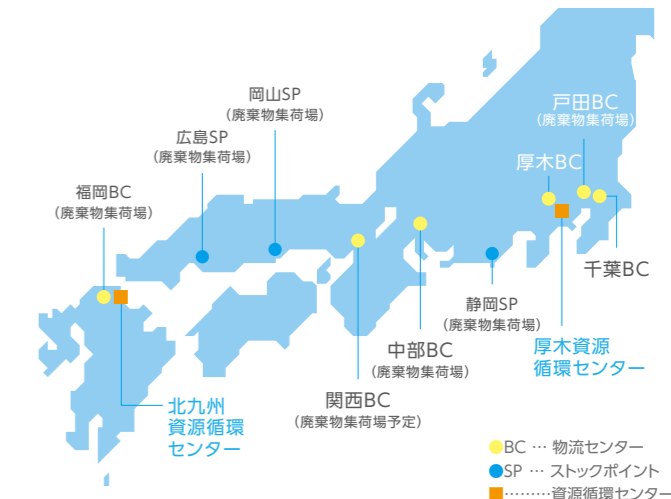 岡山SP
（廃棄物集荷場）
戸田BC
（廃棄物集荷場）
広島SP
（廃棄物集荷場）
厚木BC
福岡BC
（廃棄物集荷場）
千葉BC
静岡SP
（廃棄物集荷場）
厚木資源
循環センター
中部BC
（廃棄物集荷場）
関西BC
（廃棄物集荷場予定）
北九州
資源循環
センター
BC … 物流センター
SP … ストックポイント
………資源循環センター